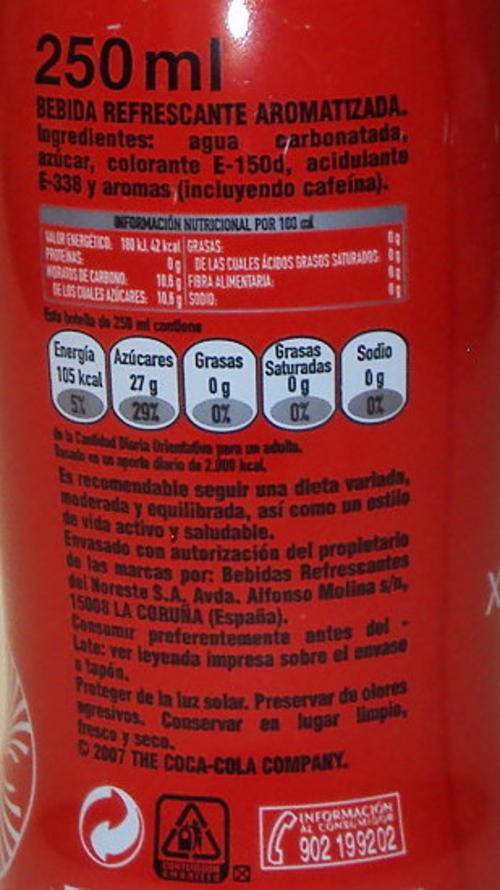 250 ml
BEBIDA REFRESCANTE AROMATIZADA.
Ingredientes: agua carbonatada,
azúcar, colorante E-150d, acidulante
E-338 y aromas (incluyendo cafeína).
INFORMACIÓN NUTRICIONAL POR 100 ml
VALOR ENERGÉTICO: 180 kJ, 42 kcal
PROTEINAS: 0 g
HIDRATOS DE CARBONO: 10,6 g
DE LOS CUALES AZÚCARES: 10,6 g
GRASAS: 0 g
DE LAS CUALES ÁCIDOS GRASOS SATURADOS: 0 g
FIBRA ALIMENTARIA: 0 g
SODIO: 0 g
Esta botella de 250 ml contiene
Energía
105 kcal
5%
Azúcares
27 g
29%
Grasas
0 g
0%
Grasas
Saturadas
0 g
0%
Sodio
0 g
0%
de la Cantidad Diaria Orientativa para un adulto.
Basado en un aporte diario de 2.000 kcal.
Es recomendable seguir una dieta variada,
moderada y equilibrada, así como un estilo
de vida activo y saludable.
Envasado con autorización del propietario
de las marcas por: Bebidas Refrescantes
del Noreste S.A., Avda. Alfonso Molina s/n,
15008 LA CORUÑA (España).
Consumir preferentemente antes del -
Lote: ver leyenda impresa sobre el envase
o tapón.
Proteger de la luz solar. Preservar de olores
agresivos. Conservar en lugar limpio,
fresco y seco.
© 2007 THE COCA-COLA COMPANY.
INFORMACIÓN
AL CONSUMIDOR
902 199202